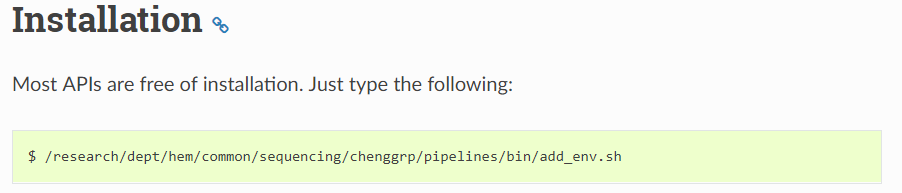 Installation
Most APIs are free of installation. Just type the following:
$ /research/dept/hem/common/sequencing/chenggrp/pipelines/bin/add_env.sh